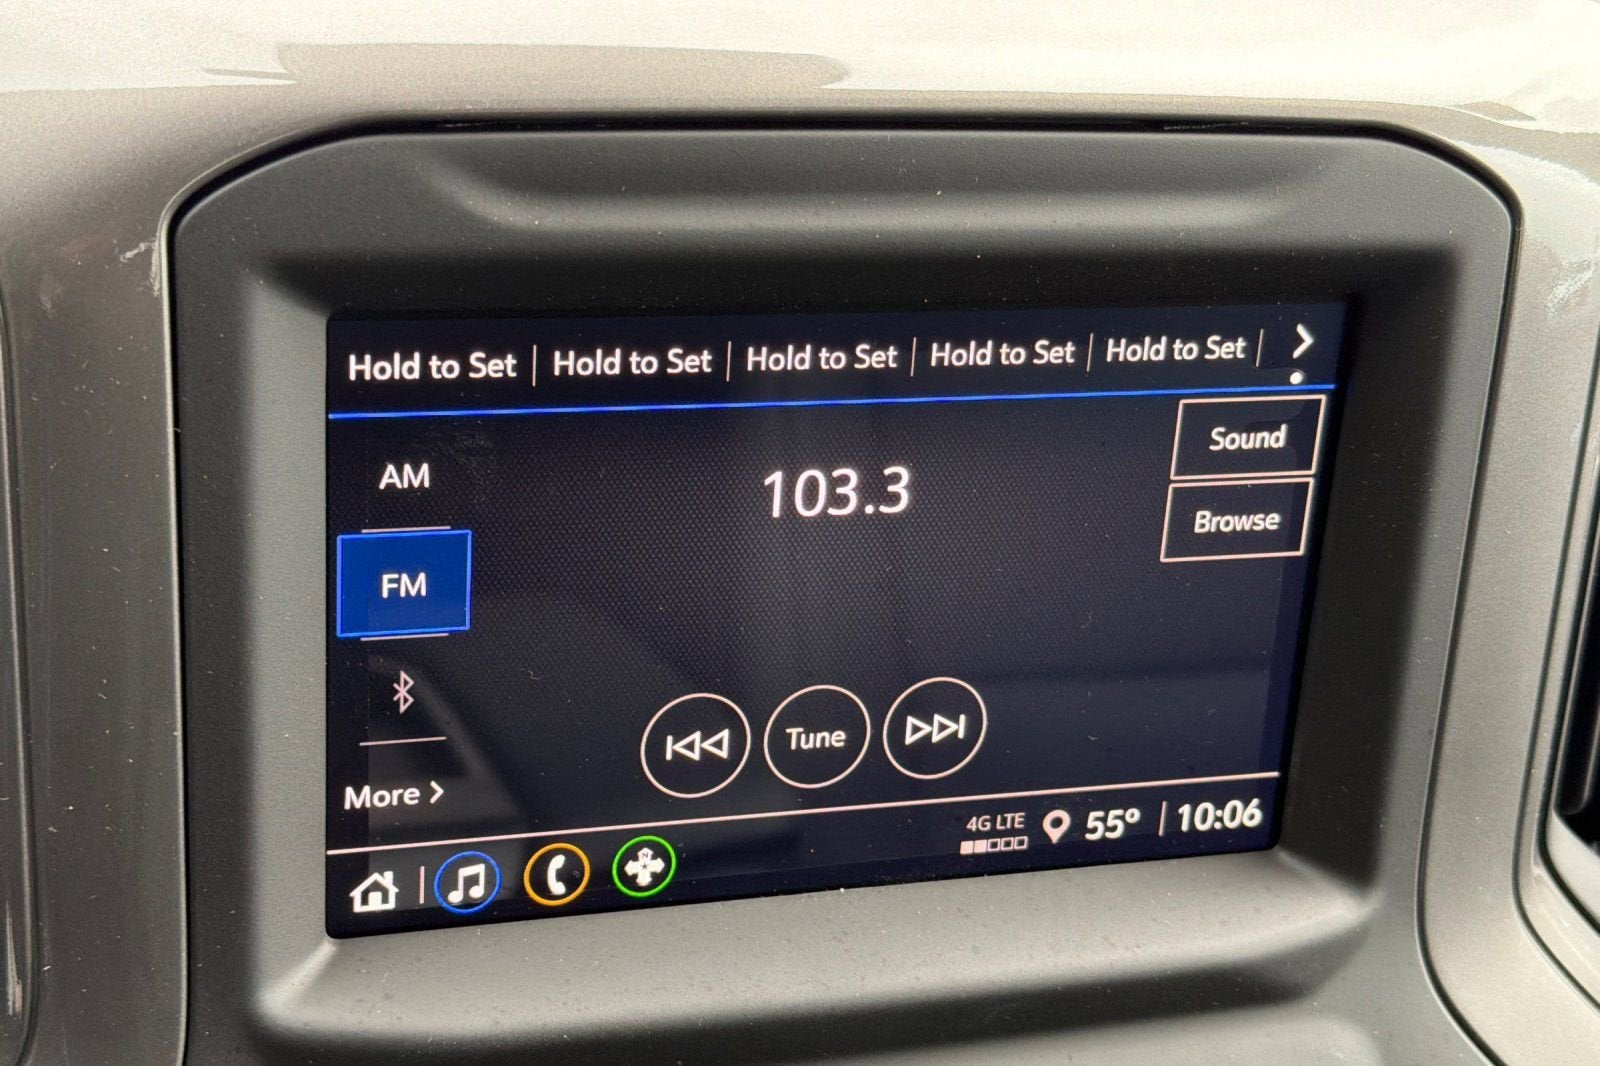 Hold to Set | Hold to Set | Hold to Set | Hold to Set | Hold to Set |
Sound
AM
103.3
Browse
FM
Tune
More >
4G LTE
55° | 10:06
N